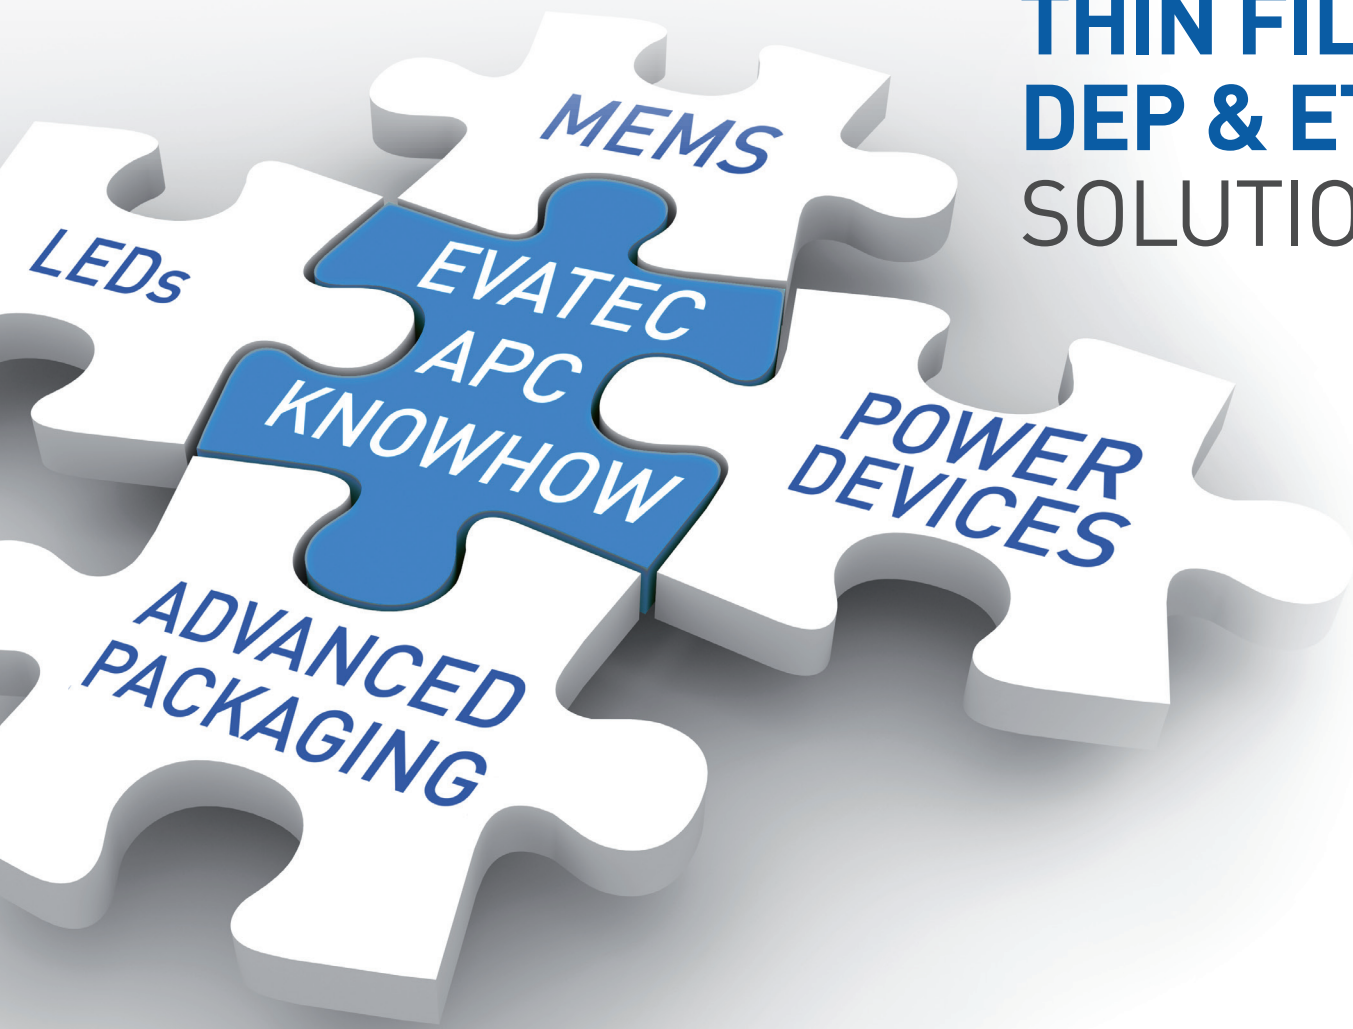 THIN FIL
DEP & ET
SOLUTIO
MEMS
LEDs
EVATEC
APC
KNOWHOW
POWER
DEVICES
ADVANCED
PACKAGING